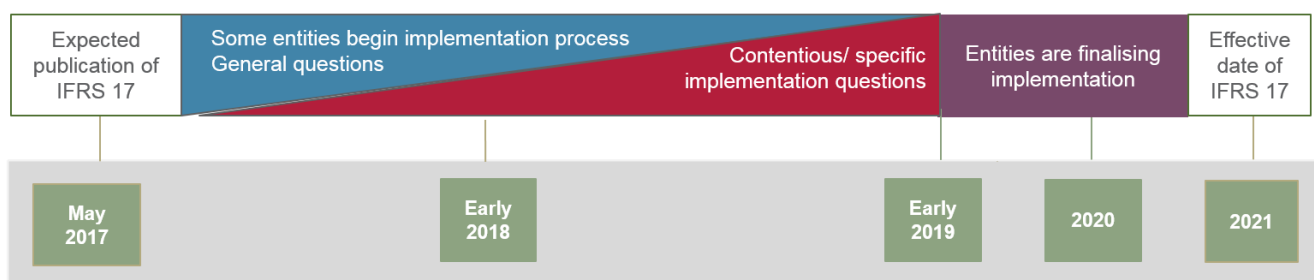 Expected
publication of
IFRS 17
Some entities begin implementation process
General questions
Contentious/ specific
implementation questions
Entities are finalising
implementation
Effective
date of
IFRS 17
May
2017
Early
2018
Early
2019
2020
2021